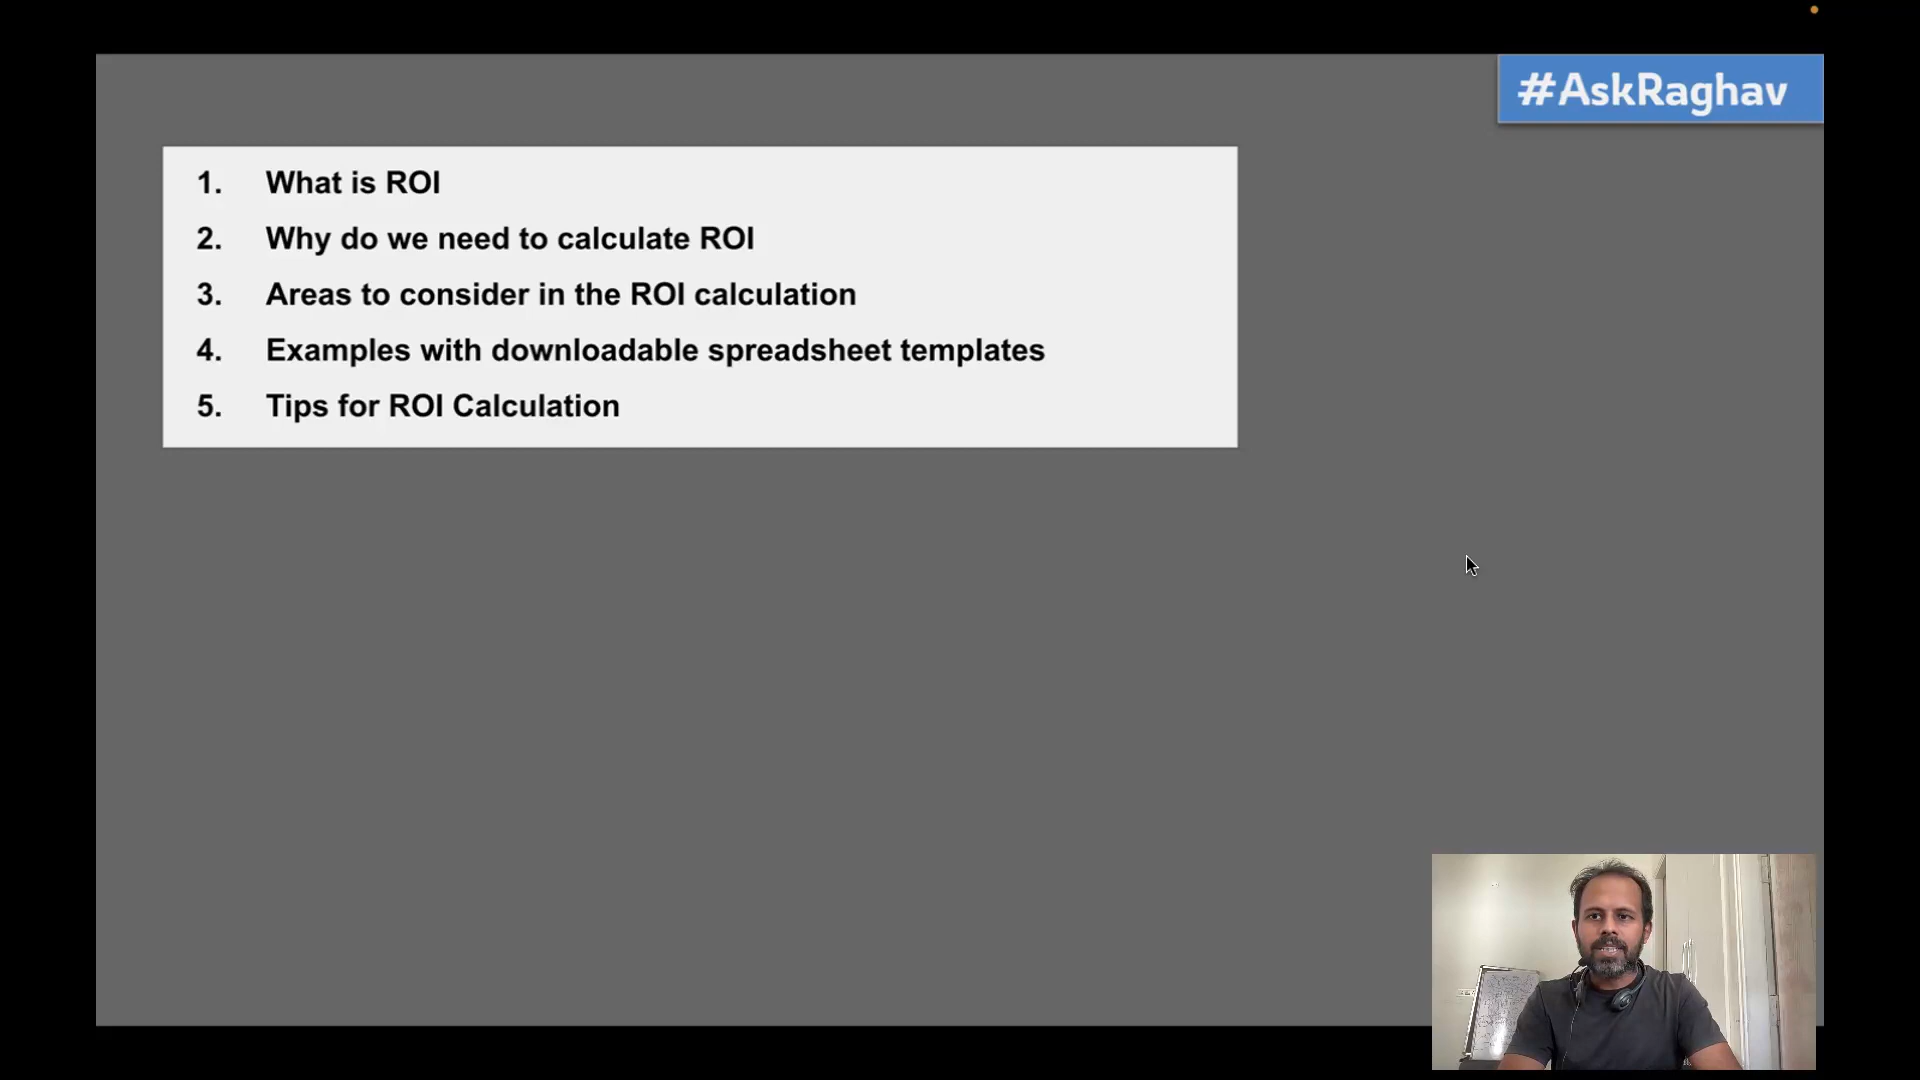 #AskRaghav
1. What is ROI
2. Why do we need to calculate ROI
3. Areas to consider in the ROI calculation
4. Examples with downloadable spreadsheet templates
5. Tips for ROI Calculation